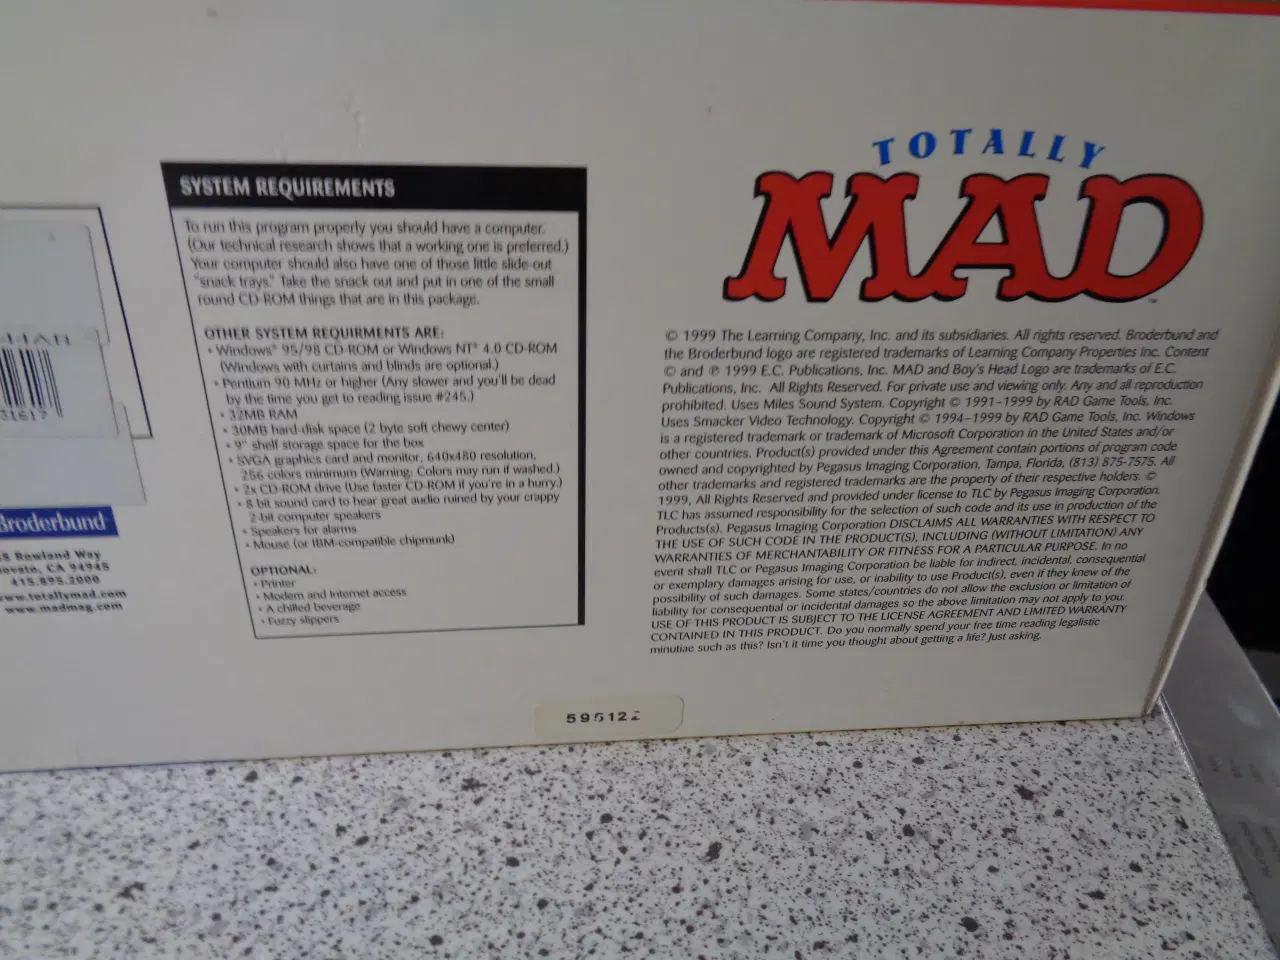 31617
Broderbund
Rowland Way
CA 94945
415.895.2000
www.totallymad.com
www.madmag.com
SYSTEM REQUIREMENTS
To run this program properly you should have a computer.
(Our technical research shows that a working one is preferred.)
Your computer should also have one of those little slide-out
"snack trays." Take the snack out and put in one of the small
round CD-ROM things that are in this package.
OTHER SYSTEM REQUIRMENTS ARE:
• Windows® 95/98 CD-ROM or Windows NT® 4.0 CD-ROM
(Windows with curtains and blinds are optional.)
• Pentium 90 MHz or higher (Any slower and you'll be dead
by the time you get to reading issue #245.)
• 32MB RAM
• 30MB hard-disk space (2 byte soft chewy center)
• 9" shelf storage space for the box
• SVGA graphics card and monitor, 640x480 resolution,
256 colors minimum (Warning: Colors may run if washed.)
• 2x CD-ROM drive (Use faster CD-ROM if you're in a hurry.)
• 8 bit sound card to hear great audio ruined by your crappy
2-bit computer speakers
• Speakers for alarms
• Mouse (or IBM-compatible chipmunk)
OPTIONAL:
• Printer
• Modem and Internet access
• A chilled beverage
• Fuzzy slippers
TOTALLY
MAD™
© 1999 The Learning Company, Inc. and its subsidiaries. All rights reserved. Broderbund and
the Broderbund logo are registered trademarks of Learning Company Properties Inc. Content
© and ℗ 1999 E.C. Publications, Inc. MAD and Boy's Head Logo are trademarks of E.C.
Publications, Inc. All Rights Reserved. For private use and viewing only. Any and all reproduction
prohibited. Uses Miles Sound System. Copyright © 1991–1999 by RAD Game Tools, Inc.
Uses Smacker Video Technology. Copyright © 1994–1999 by RAD Game Tools, Inc. Windows
is a registered trademark or trademark of Microsoft Corporation in the United States and/or
other countries. Product(s) provided under this Agreement contain portions of program code
owned and copyrighted by Pegasus Imaging Corporation, Tampa, Florida, (813) 875-7575. All
other trademarks and registered trademarks are the property of their respective holders. ©
1999, All Rights Reserved and provided under license to TLC by Pegasus Imaging Corporation.
TLC has assumed responsibility for the selection of such code and its use in production of the
Products(s). Pegasus Imaging Corporation DISCLAIMS ALL WARRANTIES WITH RESPECT TO
THE USE OF SUCH CODE IN THE PRODUCT(S), INCLUDING (WITHOUT LIMITATION) ANY
WARRANTIES OF MERCHANTABILITY OR FITNESS FOR A PARTICULAR PURPOSE. In no
event shall TLC or Pegasus Imaging Corporation be liable for indirect, incidental, consequential
or exemplary damages arising for use, or inability to use Product(s), even if they knew of the
possibility of such damages. Some states/countries do not allow the exclusion or limitation of
liability for consequential or incidental damages so the above limitation may not apply to you.
USE OF THIS PRODUCT IS SUBJECT TO THE LICENSE AGREEMENT AND LIMITED WARRANTY
CONTAINED IN THIS PRODUCT. Do you normally spend your free time reading legalistic
minutiae such as this? Isn't it time you thought about getting a life? Just asking.
595122